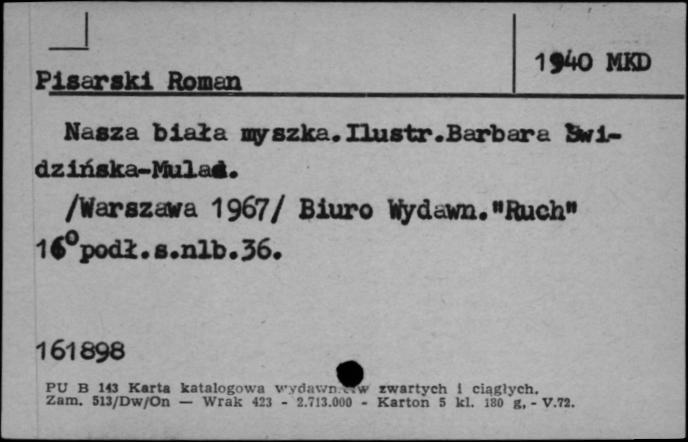 1940 MKD
Pisarski Roman
Nasza biała myszka.Ilustr.Barbara Świ-
dzińska-Mulad.
/Warszawa 1967/ Biuro Wydawn."Ruch"
16°podł.s.nlb.36.
161898
PU B 143 Karta katalogowa wydawnictw zwartych i ciągłych.
Zam. 513/Dw/On — Wrak 423 - 2.713.000 - Karton 5 kl. 180 g, - V.72.